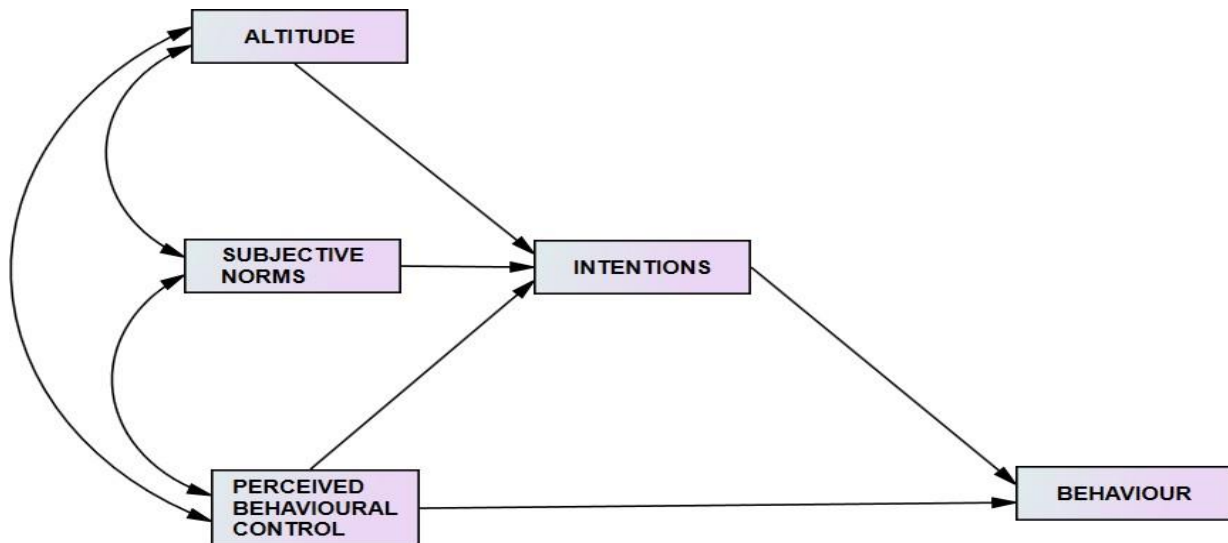 ALTITUDE
SUBJECTIVE
NORMS
INTENTIONS
PERCEIVED
BEHAVIOURAL
CONTROL
BEHAVIOUR